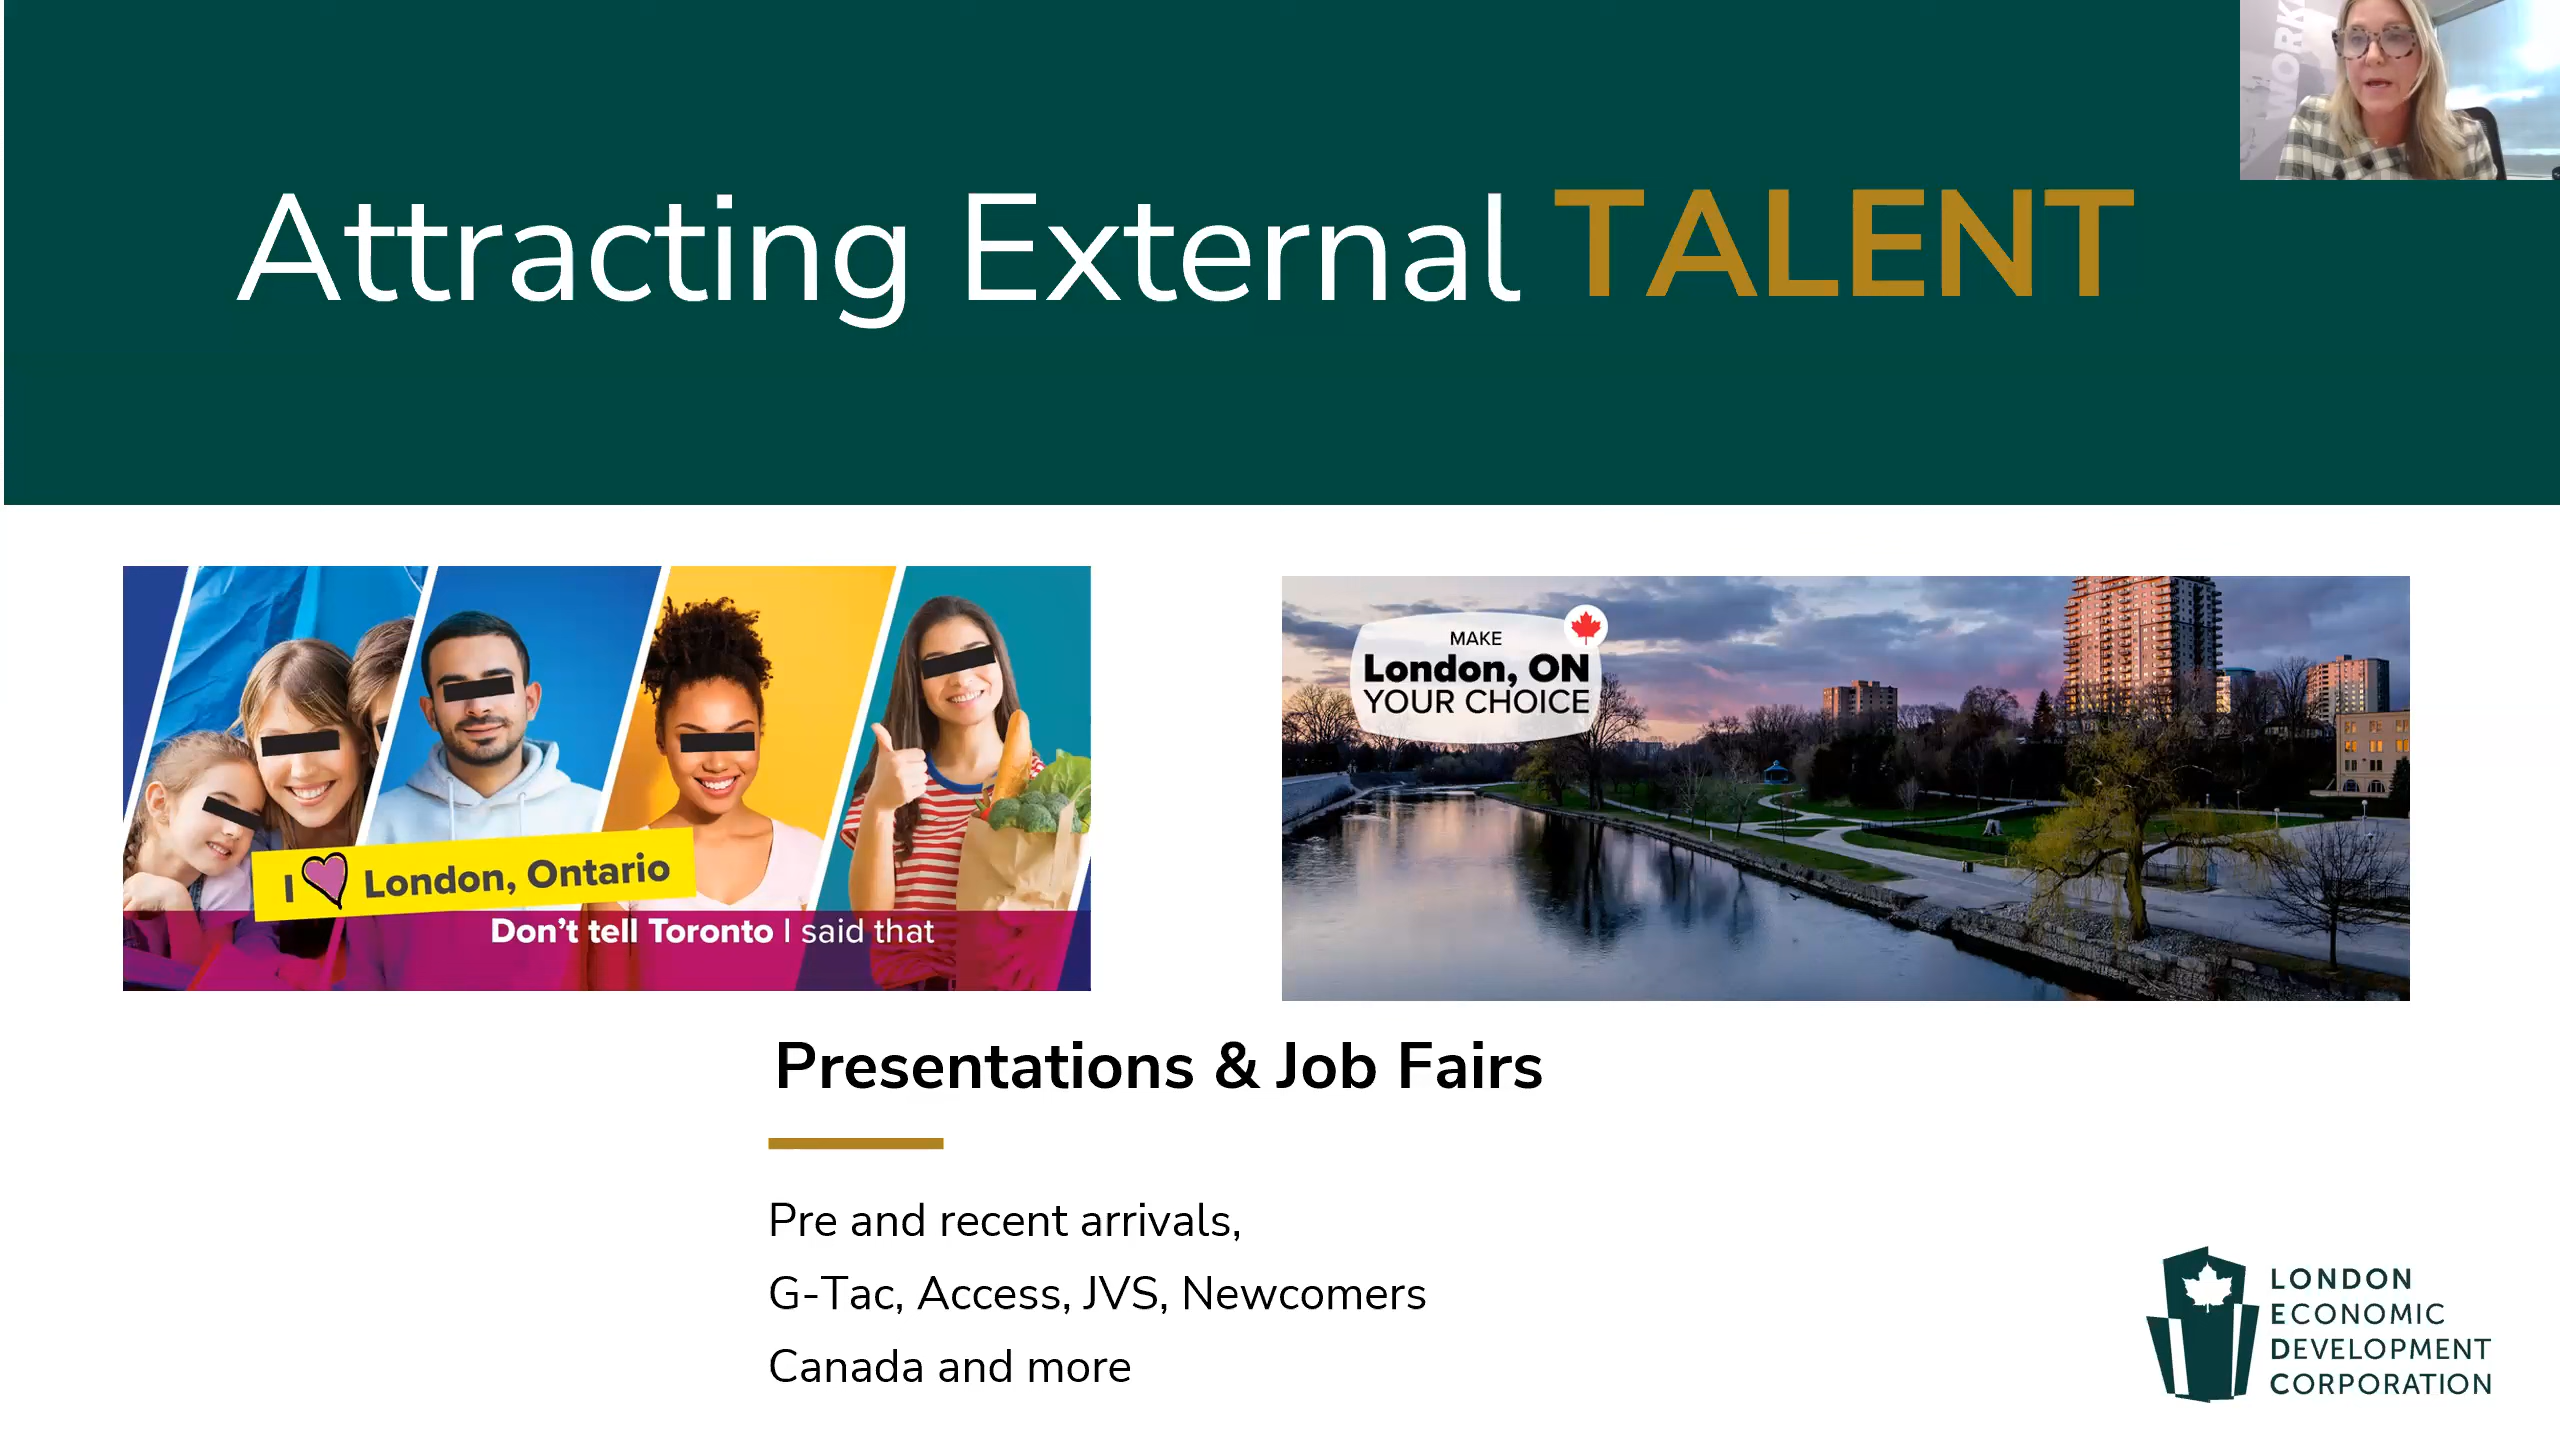 WORK
Attracting External TALENT
I London, Ontario
Don't tell Toronto I said that
MAKE
London, ON
YOUR CHOICE
Presentations & Job Fairs
Pre and recent arrivals,
G-Tac, Access, JVS, Newcomers
Canada and more
LONDON
ECONOMIC
DEVELOPMENT
CORPORATION